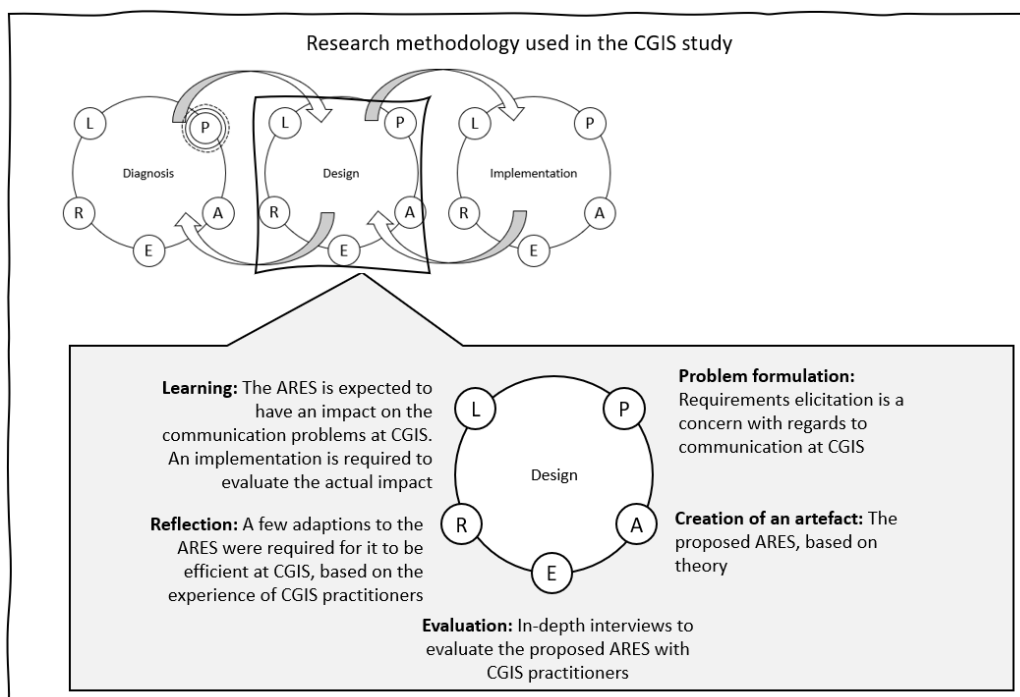 Research methodology used in the CGIS study
L
P
Diagnosis
R
A
E
L
P
Design
R
A
E
L
P
Implementation
R
A
E
Learning: The ARES is expected to
have an impact on the
communication problems at CGIS.
An implementation is required to
evaluate the actual impact
Reflection: A few adaptions to the
ARES were required for it to be
efficient at CGIS, based on the
experience of CGIS practitioners
L
P
Design
R
A
E
Problem formulation:
Requirements elicitation is a
concern with regards to
communication at CGIS
Creation of an artefact: The
proposed ARES, based on
theory
Evaluation: In-depth interviews to
evaluate the proposed ARES with
CGIS practitioners